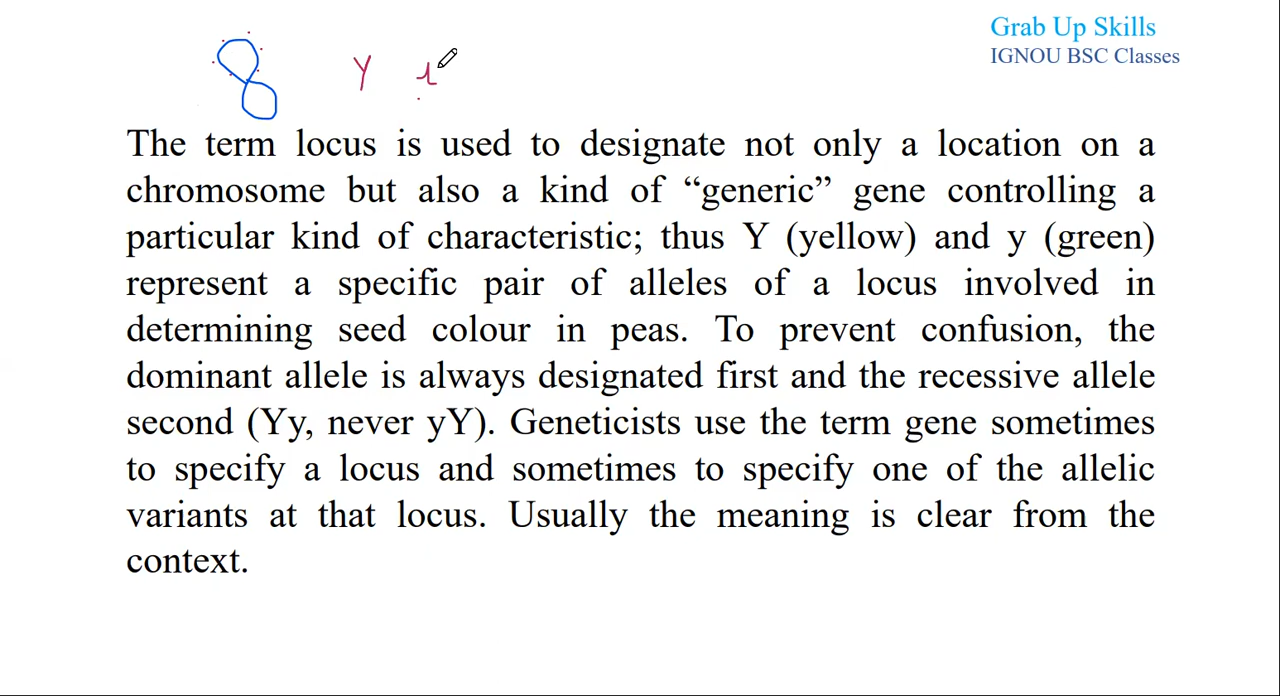 Grab Up Skills
IGNOU BSC Classes
Y
The term locus is used to designate not only a location on a
chromosome but also a kind of “generic” gene controlling a
particular kind of characteristic; thus Y (yellow) and y (green)
represent a specific pair of alleles of a locus involved in
determining seed colour in peas. To prevent confusion, the
dominant allele is always designated first and the recessive allele
second (Yy, never yY). Geneticists use the term gene sometimes
to specify a locus and sometimes to specify one of the allelic
variants at that locus. Usually the meaning is clear from the
context.